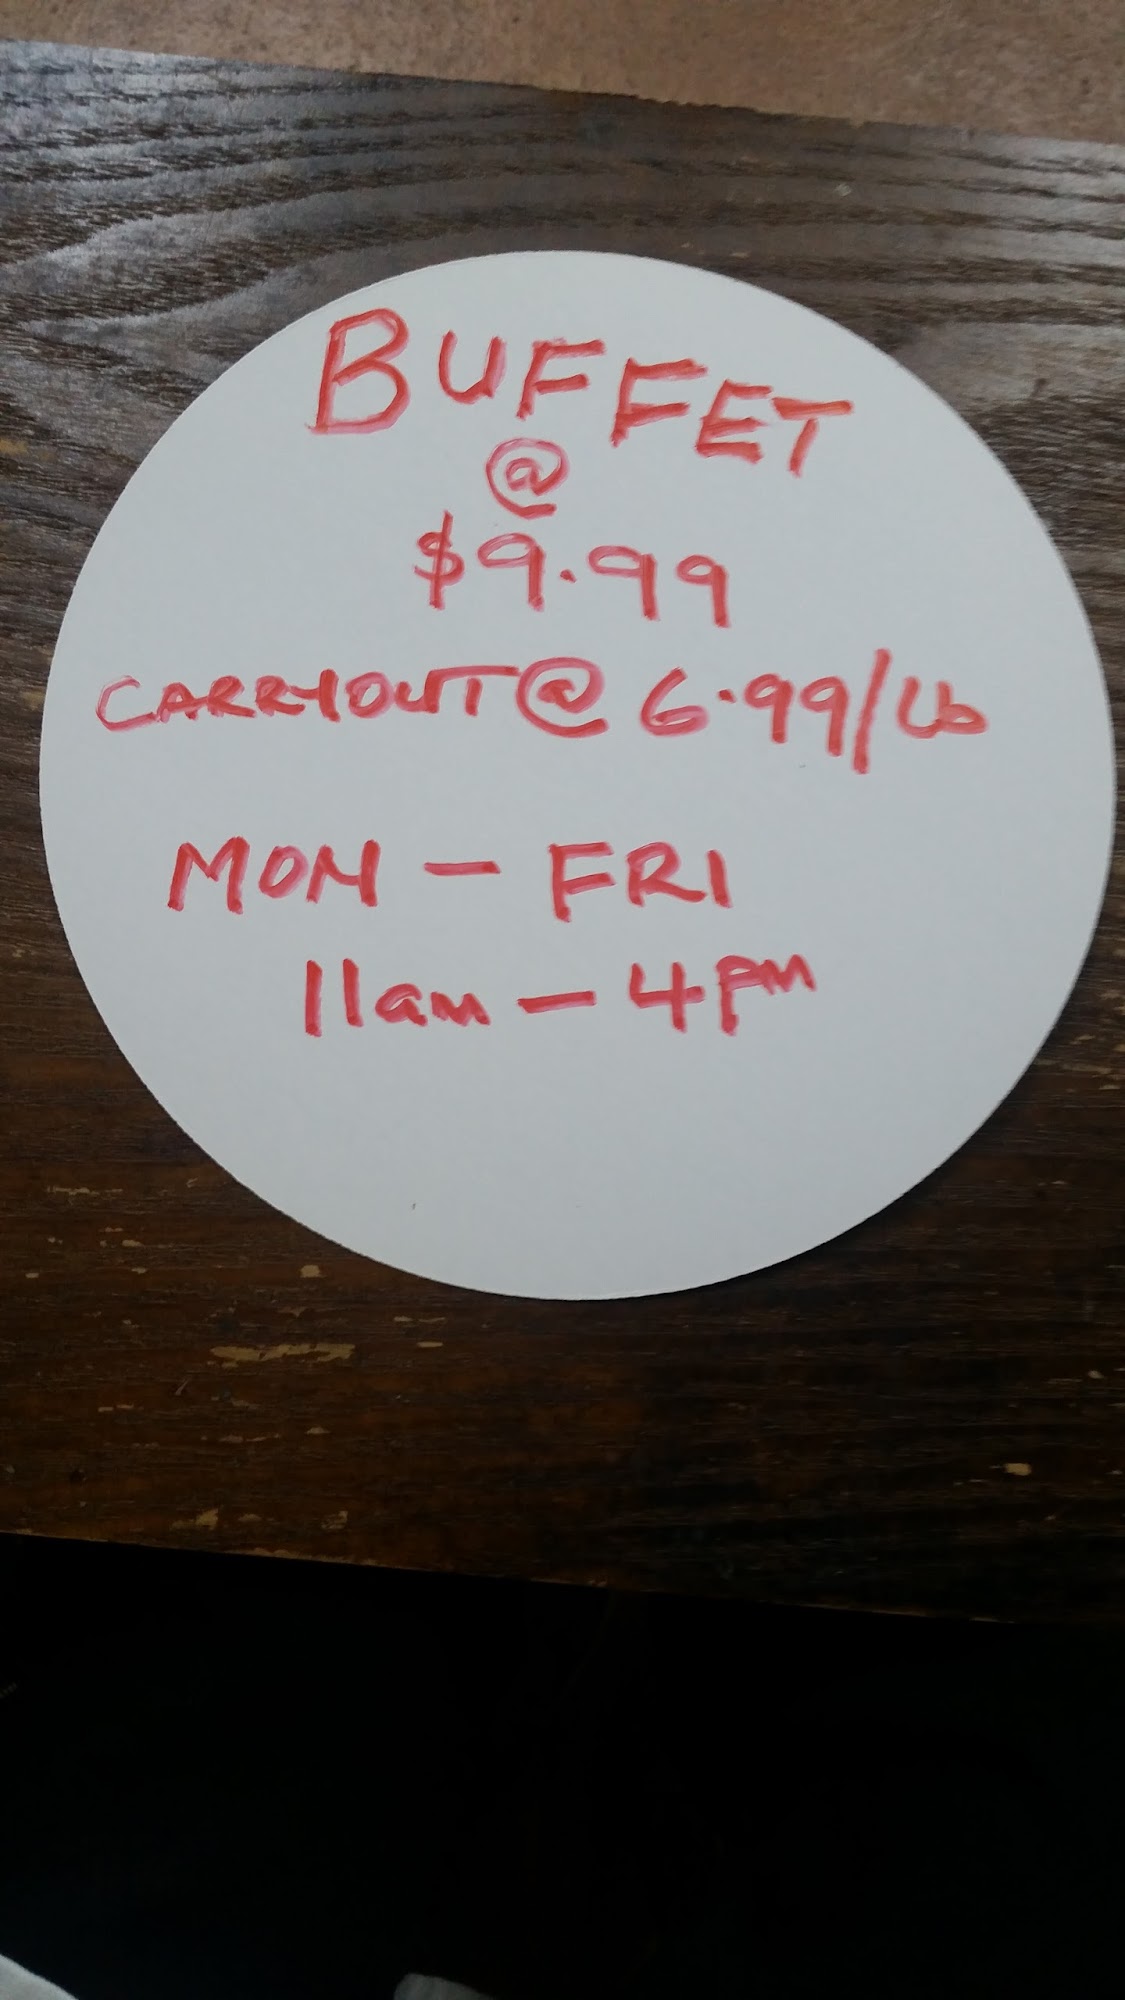 BUFFET
@
$9.99
CARRYOUT @ 6.99/Lb
MON - FRI
11am - 4pm